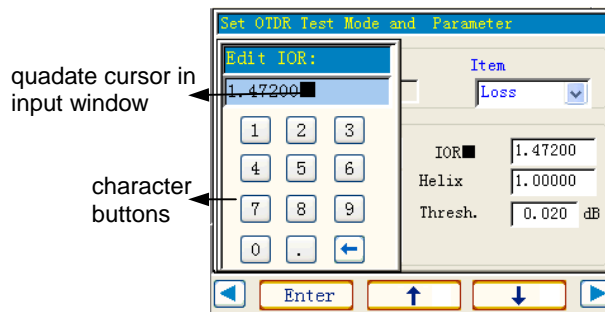 Set OTDR Test Mode and Parameter
Edit IOR:
1.47200
quadate cursor in
input window
Item
Loss
1 2 3
4 5 6
7 8 9
0 . ←
character
buttons
IOR 1.47200
Helix 1.00000
Thresh. 0.020 dB
Enter ↑ ↓